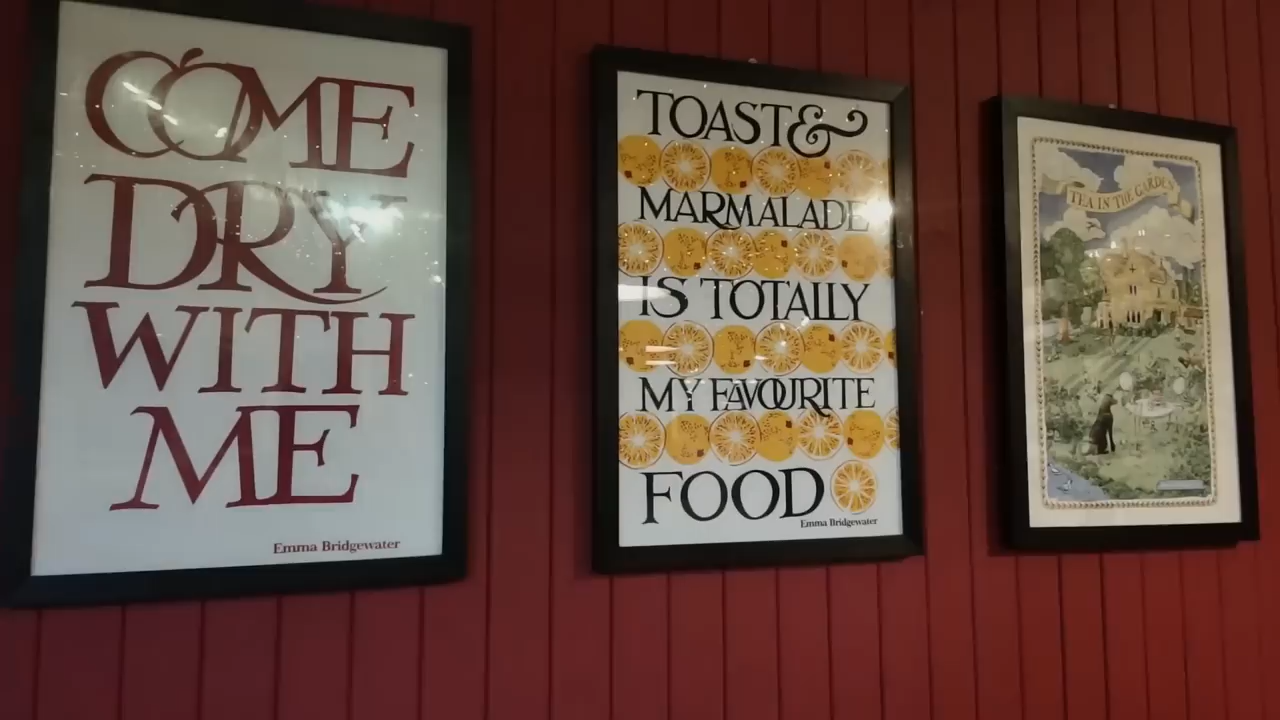 COME
DRY
WITH
ME
Emma Bridgewater
TOAST &
MARMALADE
IS TOTALLY
MY FAVOURITE
FOOD
Emma Bridgewater
TEA IN THE GARDEN